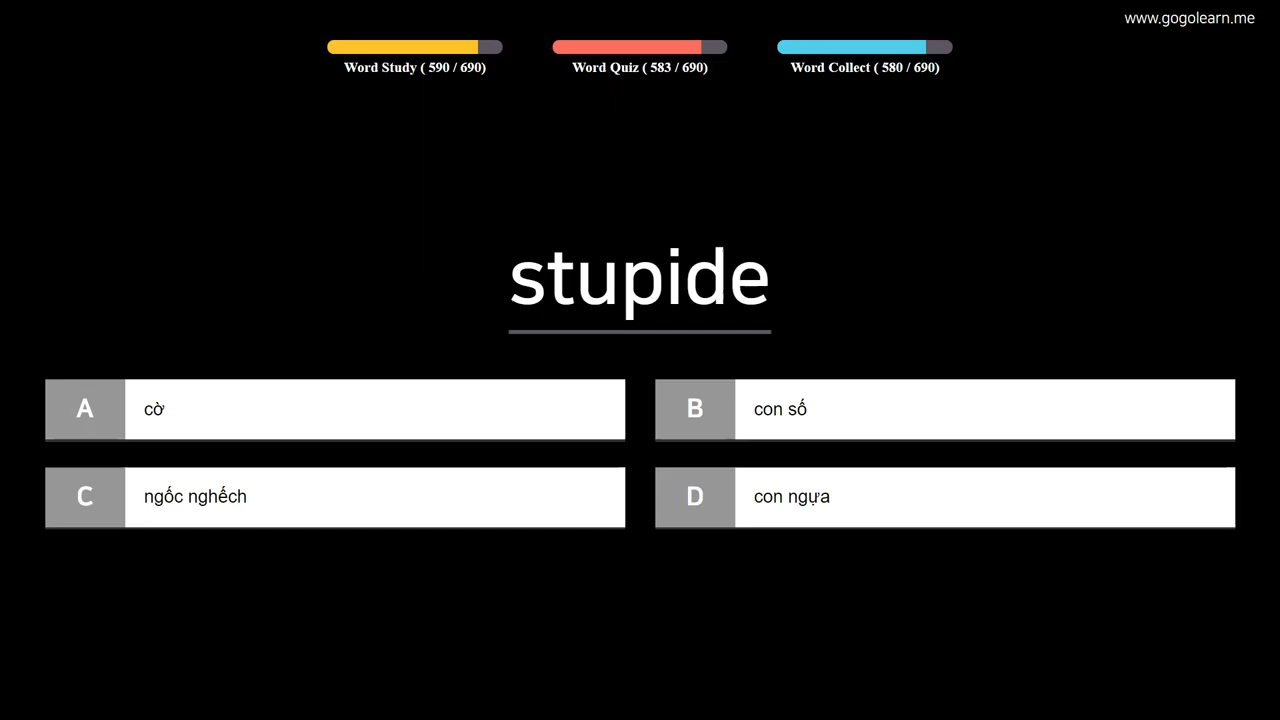 www.gogolearn.me
Word Study ( 590 / 690)
Word Quiz ( 583 / 690)
Word Collect ( 580 / 690)
stupide
A cờ
B con số
C ngốc nghếch
D con ngựa